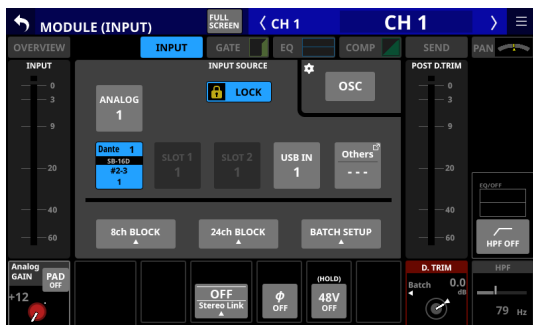 MODULE (INPUT)
FULL
SCREEN
CH 1
CH 1
OVERVIEW
INPUT
GATE
EQ
COMP
SEND
PAN
INPUT
INPUT SOURCE
POST D.TRIM
0
3
9
20
40
60
LOCK
OSC
ANALOG
1
Dante 1
SB-16D
#2-3
1
SLOT 1
1
SLOT 2
1
USB IN
1
Others
---
0
3
9
20
40
60
8ch BLOCK
24ch BLOCK
BATCH SETUP
EQ/OFF
HPF OFF
Analog
GAIN
PAD
OFF
+12
OFF
Stereo Link
φ
OFF
(HOLD)
48V
OFF
D. TRIM
Batch
0.0
dB
HPF
79 Hz